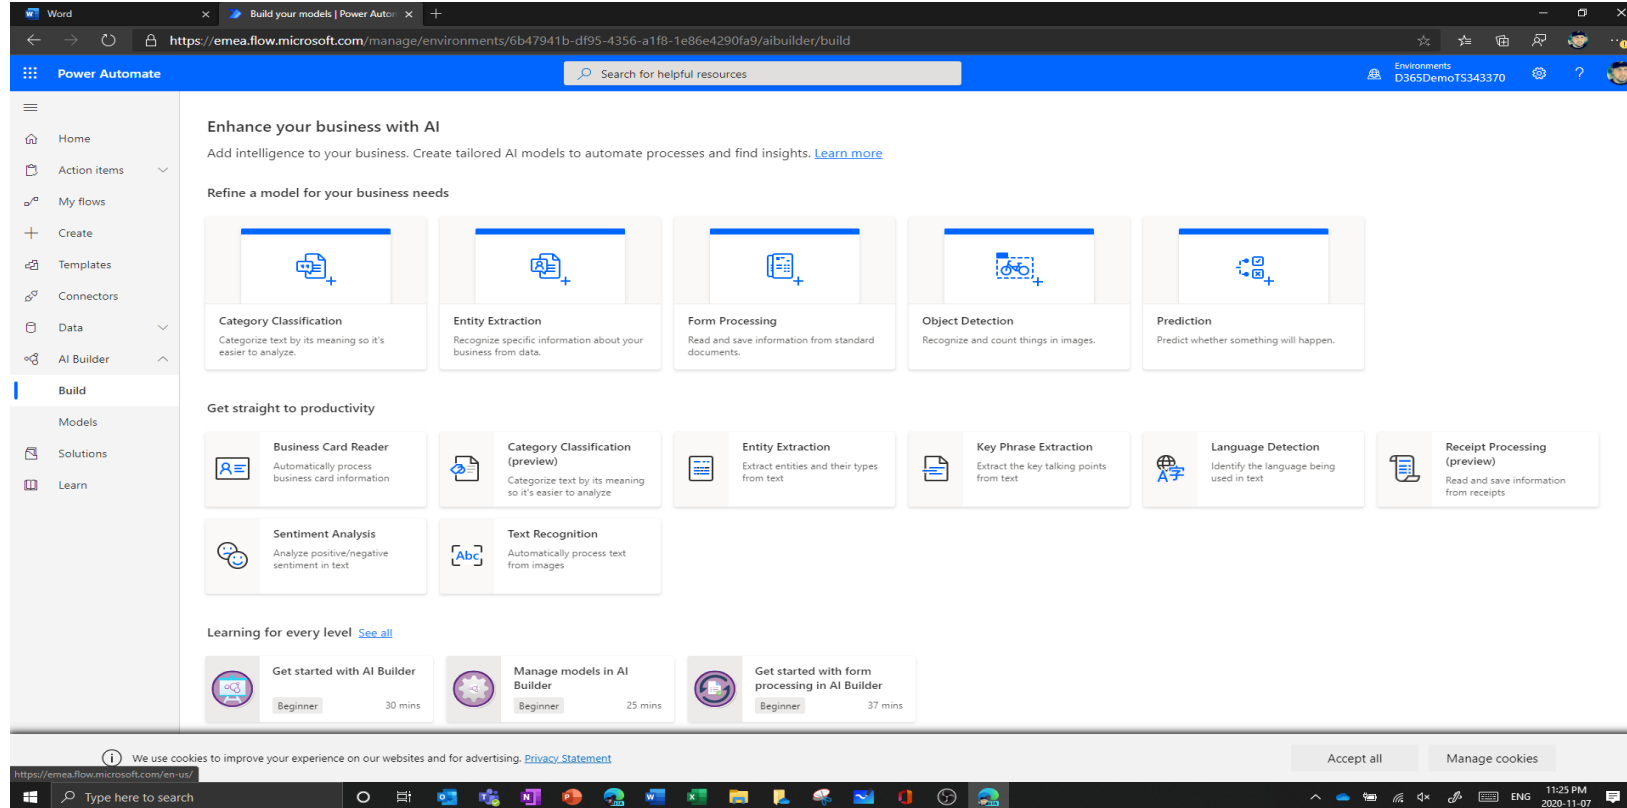 Word
Build your models | Power Auton
https://emea.flow.microsoft.com/manage/environments/6b47941b-df95-4356-a1f8-1e86e4290fa9/aibuilder/build
Power Automate
Search for helpful resources
Environments
D365DemoTS343370
?
Home
Action items
My flows
Create
Templates
Connectors
Data
AI Builder
Build
Models
Solutions
Learn
Enhance your business with AI
Add intelligence to your business. Create tailored AI models to automate processes and find insights. Learn more
Refine a model for your business needs
Category Classification
Categorize text by its meaning so it's
easier to analyze.
Entity Extraction
Recognize specific information about your
business from data.
Form Processing
Read and save information from standard
documents.
Object Detection
Recognize and count things in images.
Prediction
Predict whether something will happen.
Get straight to productivity
Business Card Reader
Automatically process
business card information
Category Classification
(preview)
Categorize text by its meaning
so it's easier to analyze
Entity Extraction
Extract entities and their types
from text
Key Phrase Extraction
Extract the key talking points
from text
A字
Language Detection
Identify the language being
used in text
Receipt Processing
(preview)
Read and save information
from receipts
Sentiment Analysis
Analyze positive/negative
sentiment in text
Abc
Text Recognition
Automatically process text
from images
Learning for every level See all
Get started with AI Builder
Beginner 30 mins
Manage models in AI
Builder
Beginner 25 mins
Get started with form
processing in AI Builder
Beginner 37 mins
We use cookies to improve your experience on our websites and for advertising. Privacy Statement
Accept all
Manage cookies
https://emea.flow.microsoft.com/en-us/
Type here to search
ENG
11:25 PM
2020-11-07